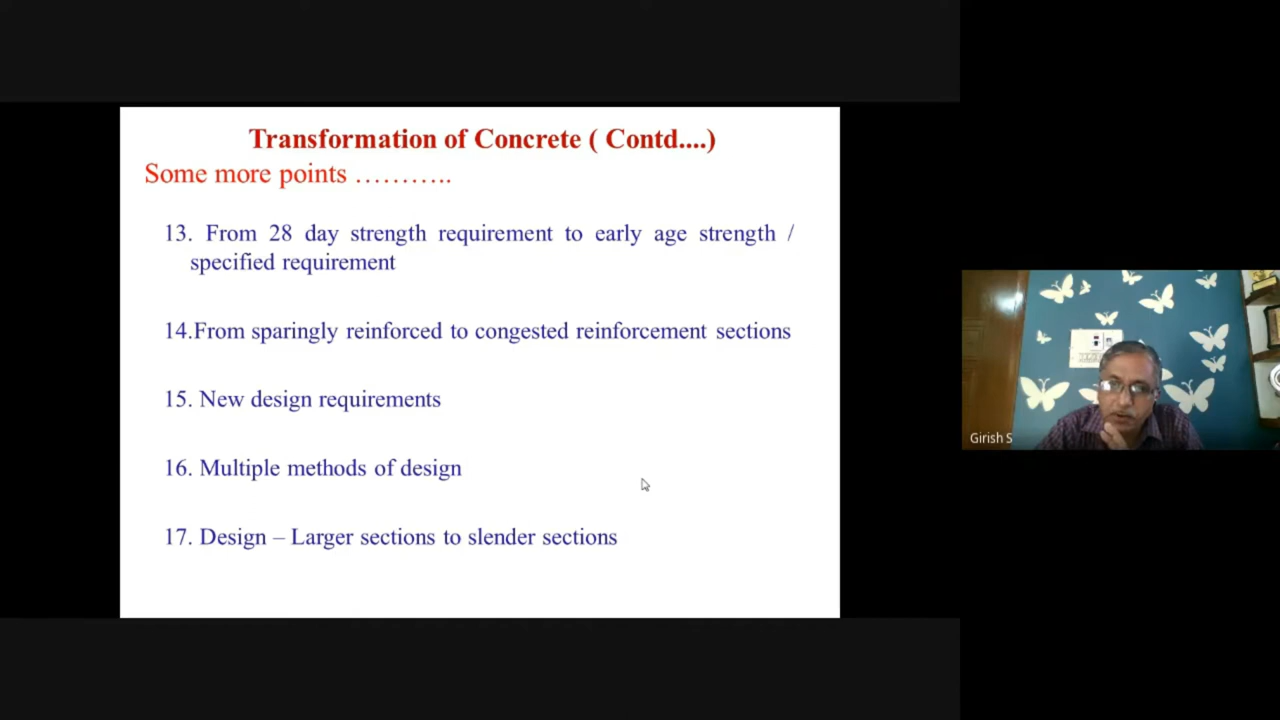 Transformation of Concrete ( Contd....)
Some more points ………..
13. From 28 day strength requirement to early age strength /
specified requirement
14.From sparingly reinforced to congested reinforcement sections
15. New design requirements
16. Multiple methods of design
17. Design – Larger sections to slender sections
Girish S